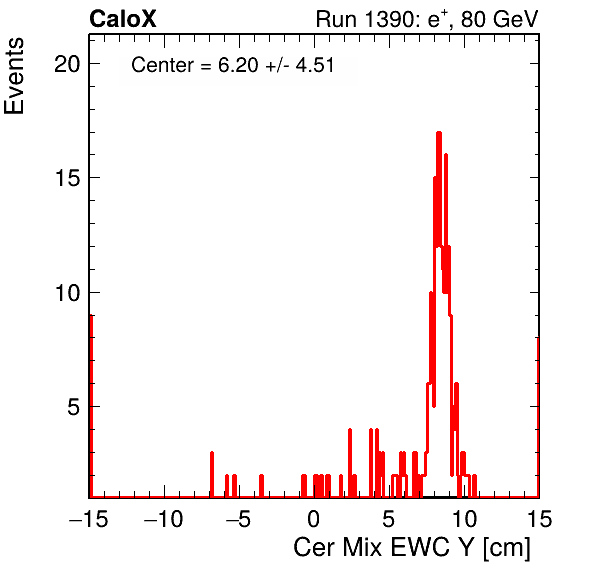 CaloX Run 1390: e⁺, 80 GeV
Events
Center = 6.20 +/- 4.51
20
15
10
5
−15 −10 −5 0 5 10 15
Cer Mix EWC Y [cm]